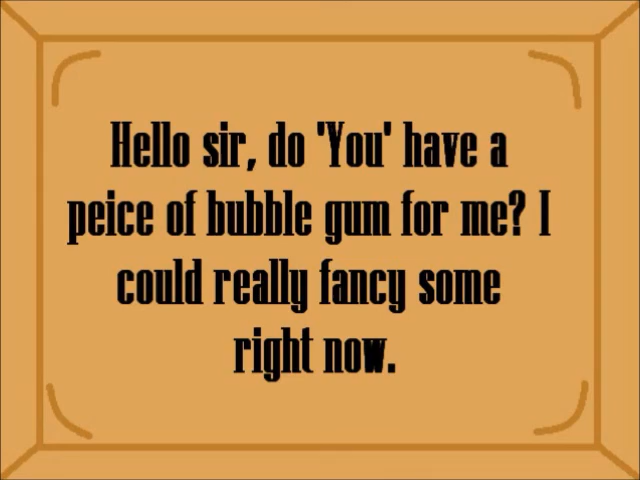 Hello sir, do 'You' have a
peice of bubble gum for me? I
could really fancy some
right now.